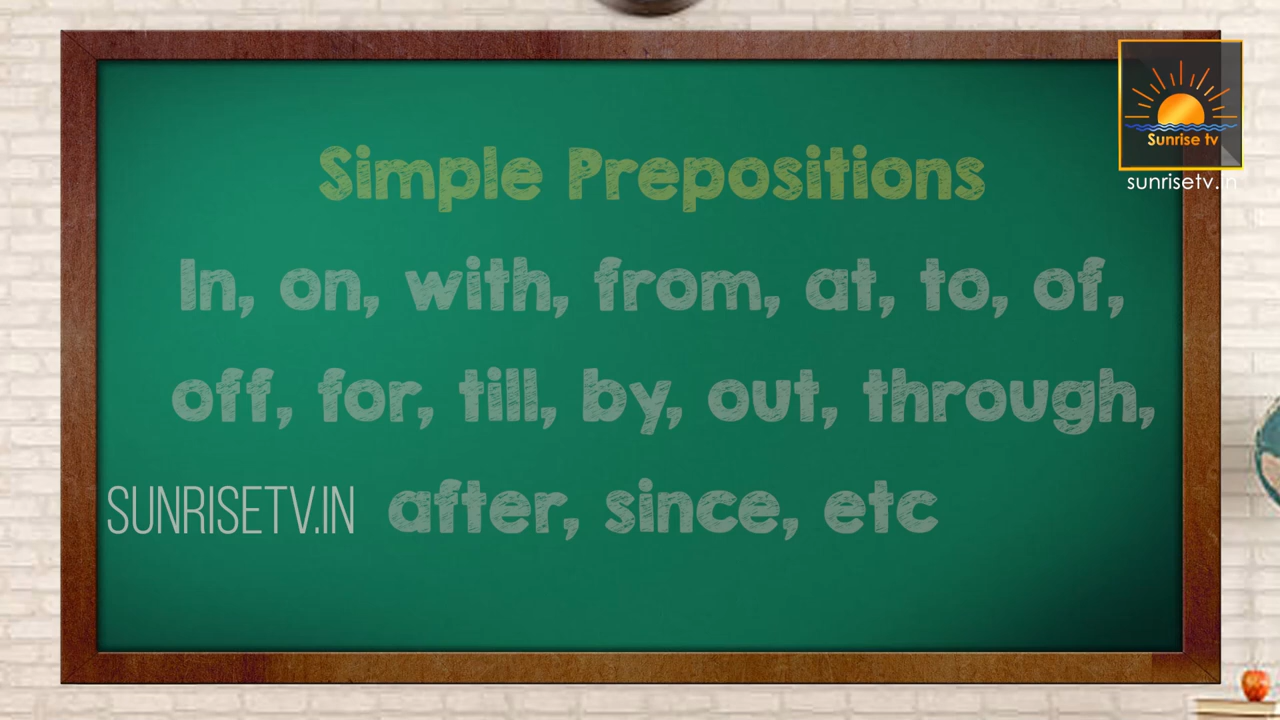 Sunrise tv
sunrisetv.in
Simple Prepositions
In, on, with, from, at, to, of,
off, for, till, by, out, through,
SUNRISETV.IN after, since, etc